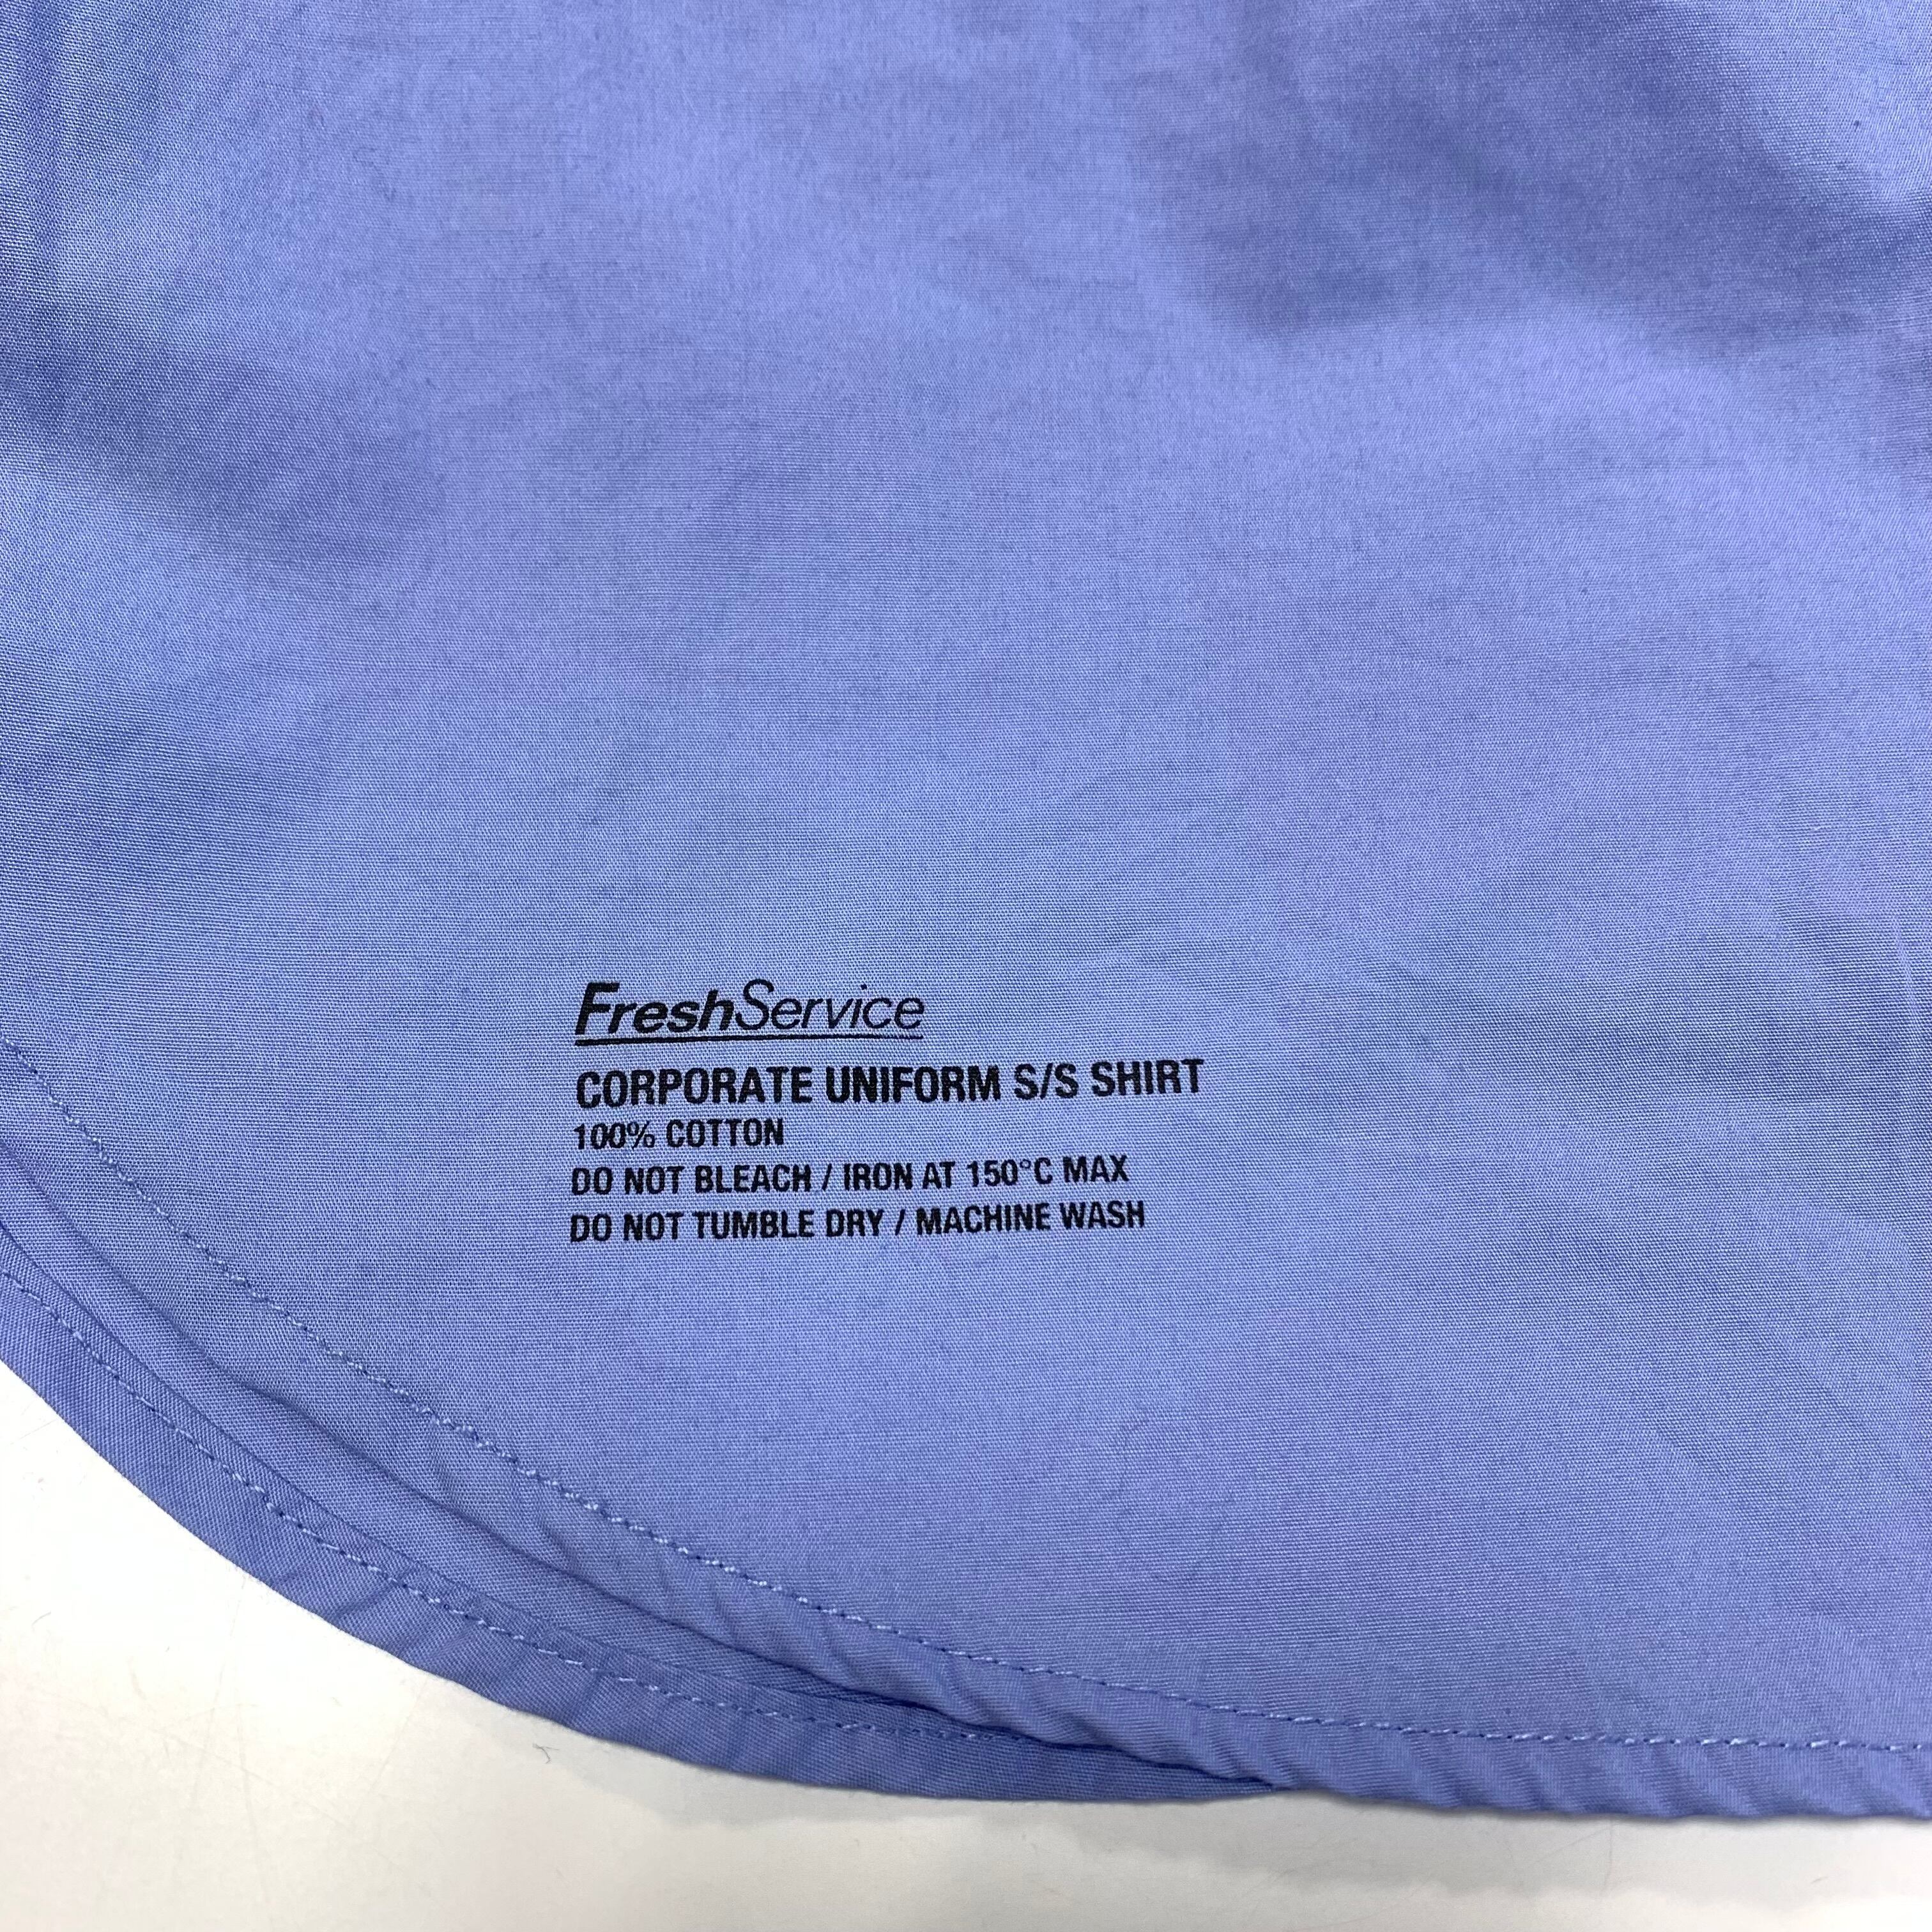 FreshService
CORPORATE UNIFORM S/S SHIRT
100% COTTON
DO NOT BLEACH / IRON AT 150°C MAX
DO NOT TUMBLE DRY / MACHINE WASH